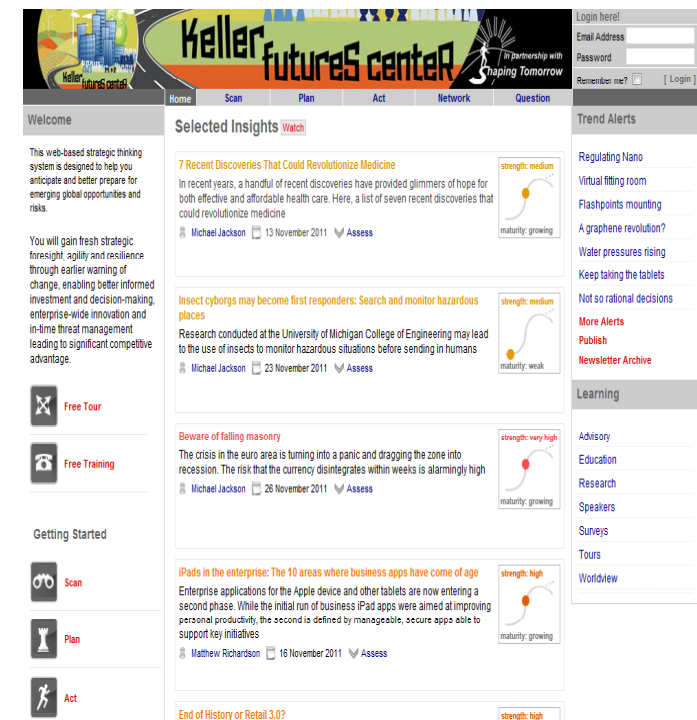 Keller
futures center
Keller
futures center
In partnership with
Shaping Tomorrow
Login here!
Email Address
Password
Remember me?
[ Login ]
Home
Scan
Plan
Act
Network
Question
Welcome
This web-based strategic thinking
system is designed to help you
anticipate and better prepare for
emerging global opportunities and
risks.
You will gain fresh strategic
foresight, agility and resilience
through earlier warning of
change, enabling better informed
investment and decision-making,
enterprise-wide innovation and
in-time threat management
leading to significant competitive
advantage.
Free Tour
Free Training
Getting Started
Scan
Plan
Act
Selected Insights Watch
7 Recent Discoveries That Could Revolutionize Medicine
In recent years, a handful of recent discoveries have provided glimmers of hope for
both effective and affordable health care. Here, a list of seven recent discoveries that
could revolutionize medicine
Michael Jackson 13 November 2011 Assess
strength: medium
maturity: growing
Insect cyborgs may become first responders: Search and monitor hazardous
places
Research conducted at the University of Michigan College of Engineering may lead
to the use of insects to monitor hazardous situations before sending in humans
Michael Jackson 23 November 2011 Assess
strength: medium
maturity: weak
Beware of falling masonry
The crisis in the euro area is turning into a panic and dragging the zone into
recession. The risk that the currency disintegrates within weeks is alarmingly high
Michael Jackson 26 November 2011 Assess
strength: very high
maturity: growing
iPads in the enterprise: The 10 areas where business apps have come of age
Enterprise applications for the Apple device and other tablets are now entering a
second phase. While the initial run of business iPad apps were aimed at improving
personal productivity, the second is defined by manageable, secure apps able to
support key initiatives
Matthew Richardson 16 November 2011 Assess
strength: high
maturity: growing
End of History or Retail 3.0?
strength: high
Trend Alerts
Regulating Nano
Virtual fitting room
Flashpoints mounting
A graphene revolution?
Water pressures rising
Keep taking the tablets
Not so rational decisions
More Alerts
Publish
Newsletter Archive
Learning
Advisory
Education
Research
Speakers
Surveys
Tours
Worldview